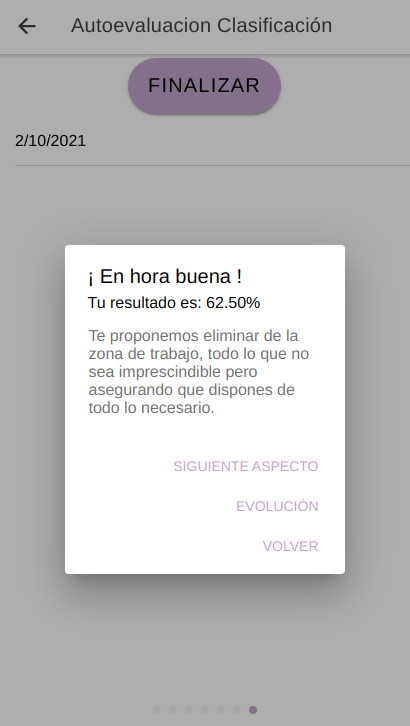 Autoevaluacion Clasificación
FINALIZAR
2/10/2021
¡ En hora buena !
Tu resultado es: 62.50%
Te proponemos eliminar de la
zona de trabajo, todo lo que no
sea imprescindible pero
asegurando que dispones de
todo lo necesario.
SIGUIENTE ASPECTO
EVOLUCIÓN
VOLVER